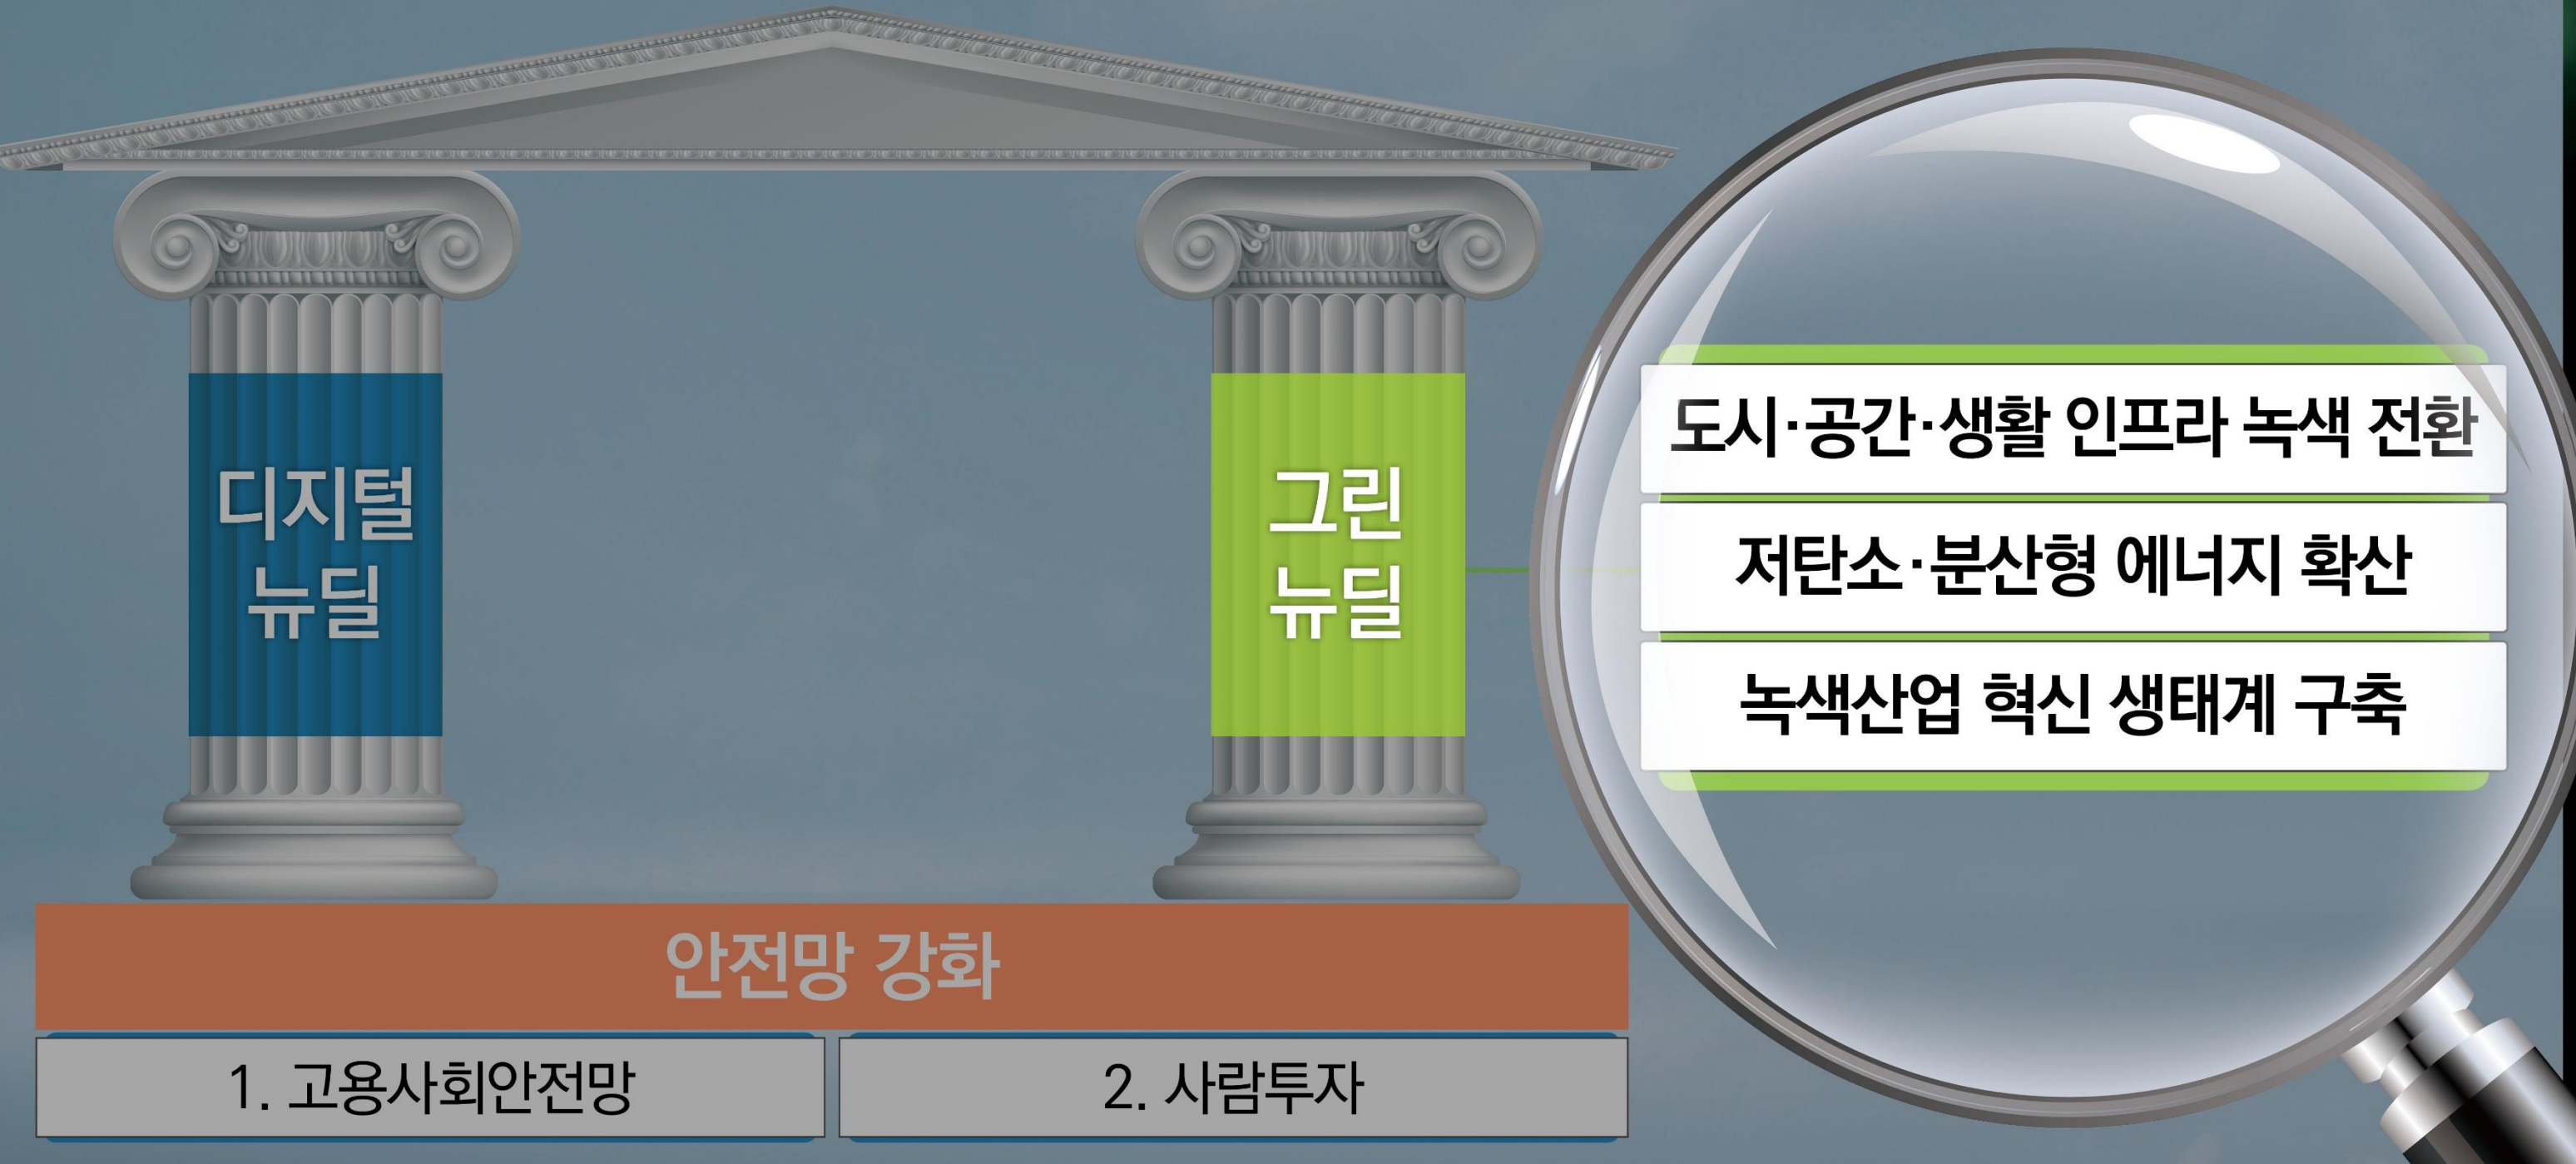 디지털
뉴딜
그린
뉴딜
도시·공간·생활 인프라 녹색 전환
저탄소·분산형 에너지 확산
녹색산업 혁신 생태계 구축
안전망 강화
1. 고용사회안전망
2. 사람투자